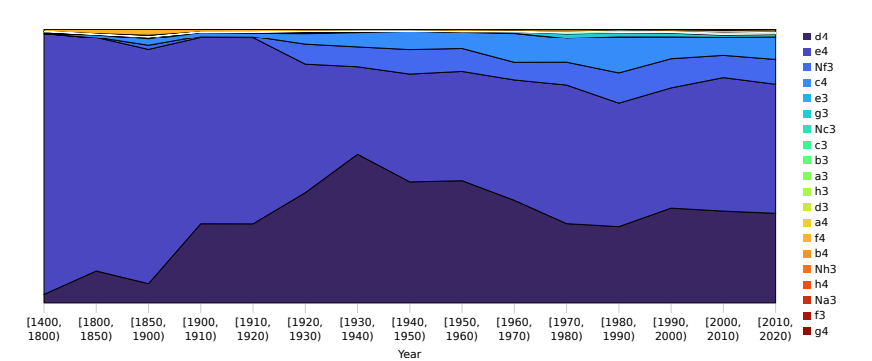 d4
e4
Nf3
c4
e3
g3
Nc3
c3
b3
a3
h3
d3
a4
f4
b4
Nh3
h4
Na3
f3
g4
[1400, [1800, [1850, [1900, [1910, [1920, [1930, [1940, [1950, [1960, [1970, [1980, [1990, [2000, [2010,
1800) 1850) 1900) 1910) 1920) 1930) 1940) 1950) 1960) 1970) 1980) 1990) 2000) 2010) 2020)
Year